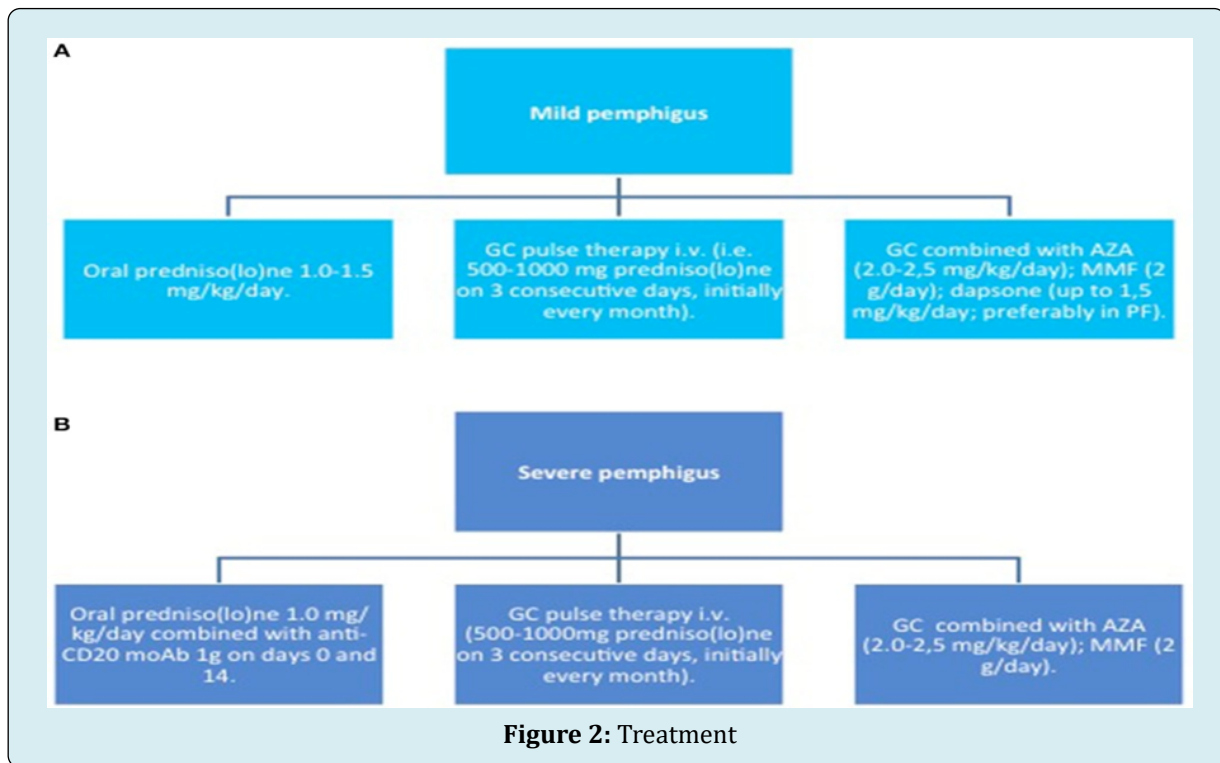 A
Mild pemphigus
Oral predniso(lo)ne 1.0-1.5
mg/kg/day.
GC pulse therapy i.v. (i.e.
500-1000 mg predniso(lo)ne
on 3 consecutive days, initially
every month).
GC combined with AZA
(2.0-2,5 mg/kg/day); MMF (2
g/day); dapsone (up to 1,5
mg/kg/day; preferably in PF).
B
Severe pemphigus
Oral predniso(lo)ne 1.0 mg/
kg/day combined with anti-
CD20 moAb 1g on days 0 and
14.
GC pulse therapy i.v.
(500-1000mg predniso(lo)ne
on 3 consecutive days, initially
every month).
GC combined with AZA
(2.0-2,5 mg/kg/day); MMF (2
g/day).
Figure 2: Treatment